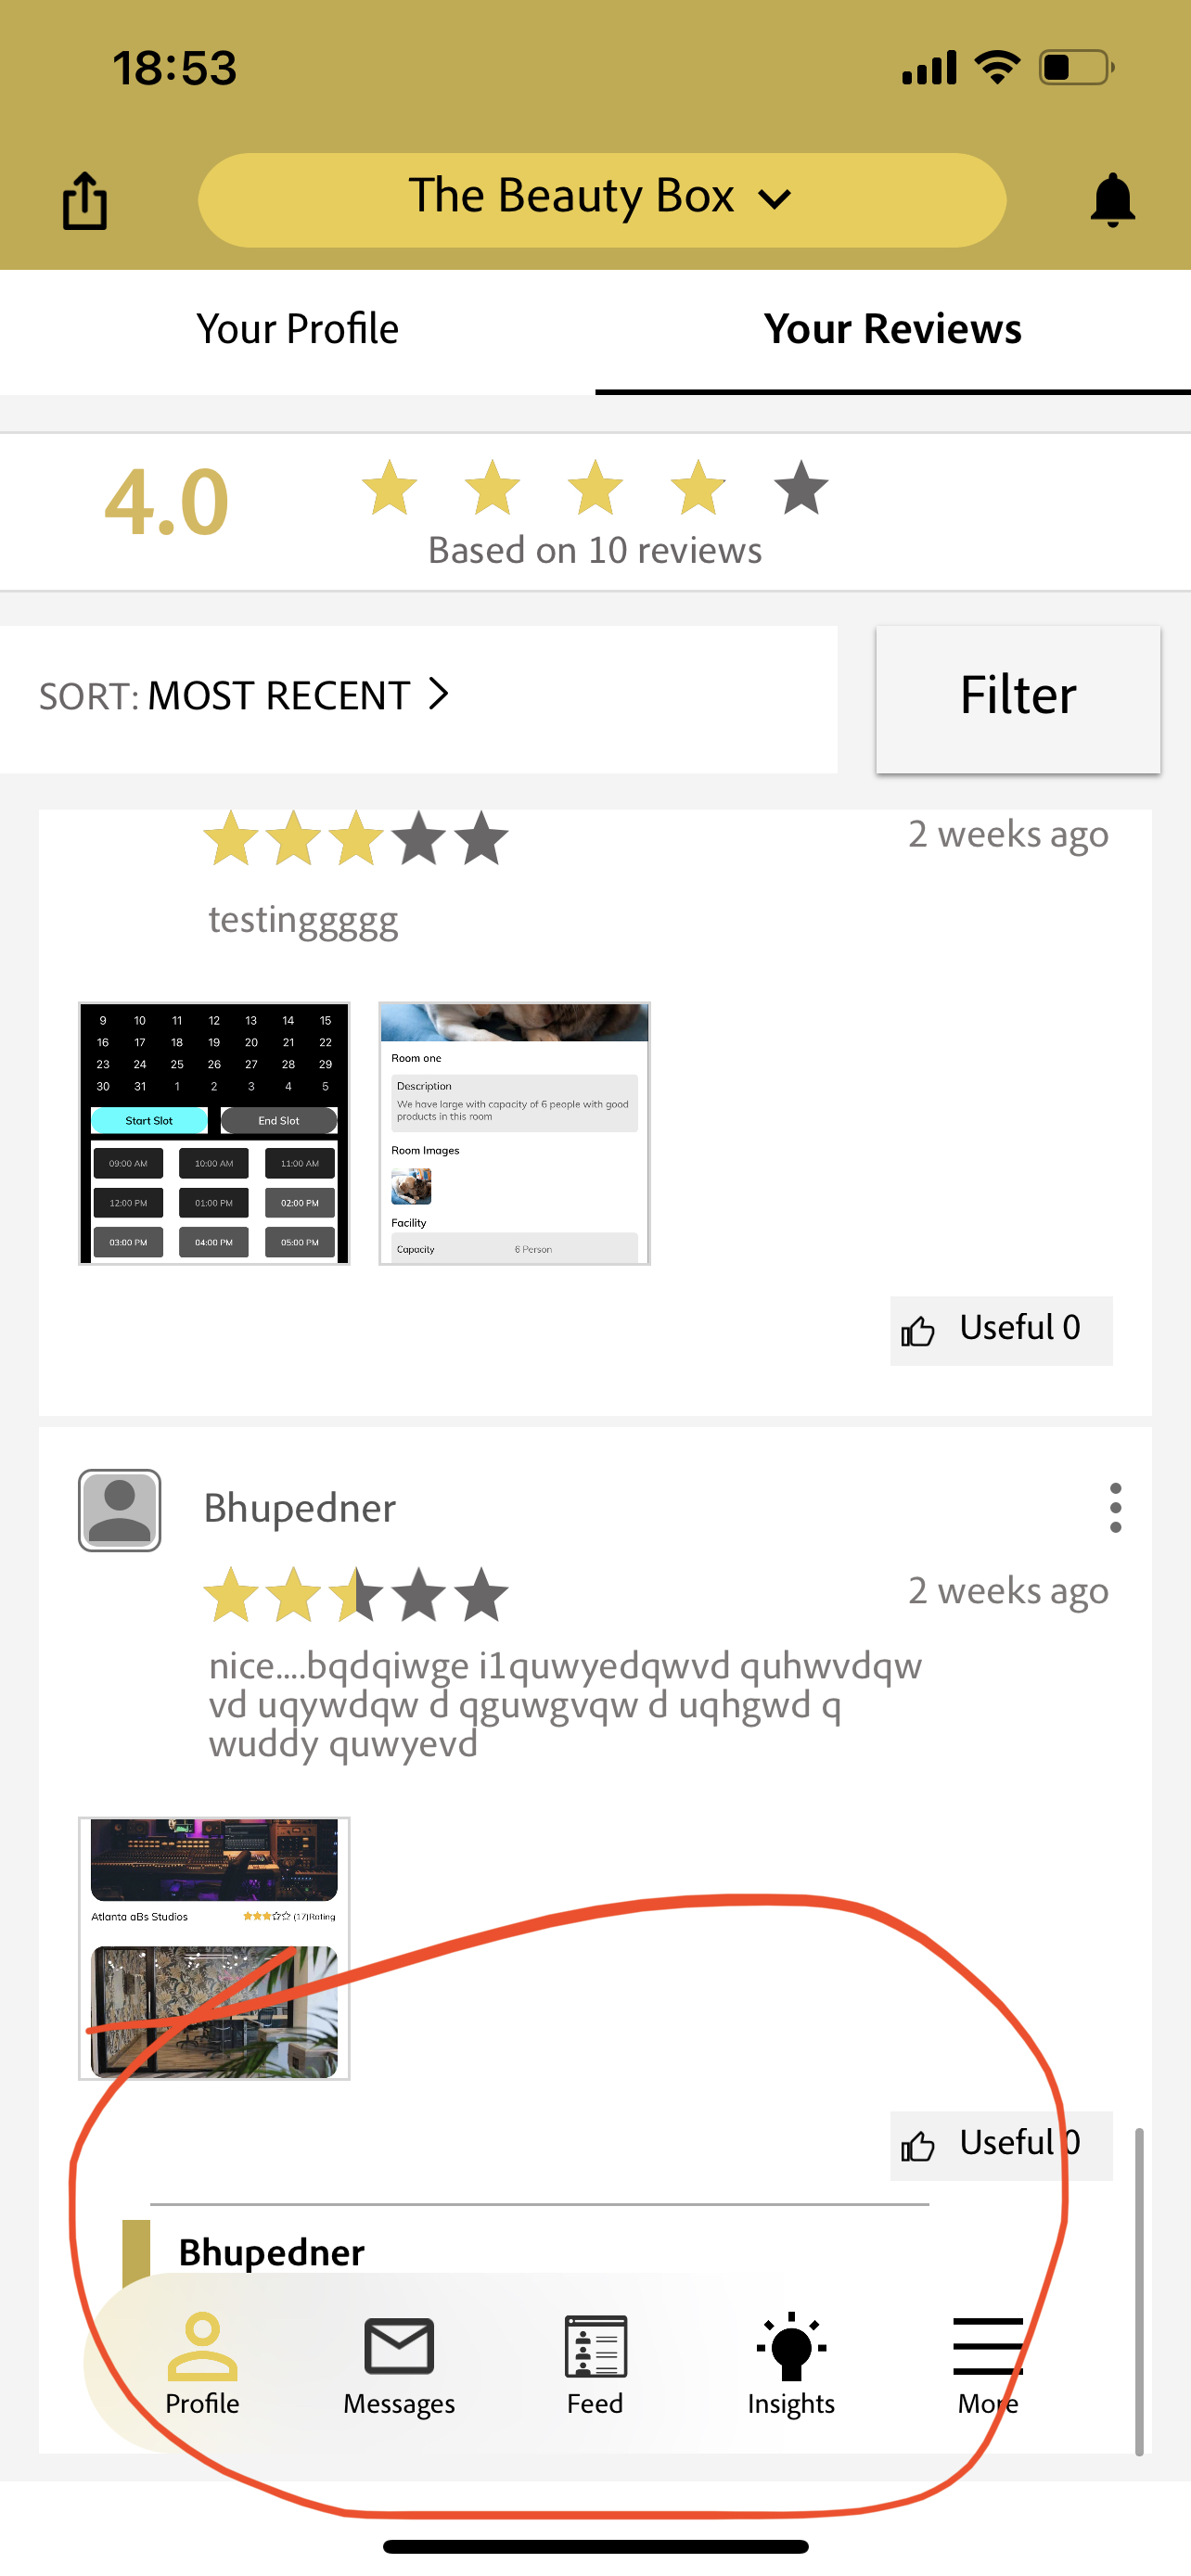 18:53
The Beauty Box
Your Profile
Your Reviews
4.0
Based on 10 reviews
SORT: MOST RECENT
Filter
2 weeks ago
testinggggg
9 10 11 12 13 14 15
16 17 18 19 20 21 22
23 24 25 26 27 28 29
30 31 1 2 3 4 5
Start Slot End Slot
09:00 AM 10:00 AM 11:00 AM
12:00 PM 01:00 PM 02:00 PM
03:00 PM 04:00 PM 05:00 PM
Room one
Description
We have large with capacity of 6 people with good
products in this room
Room Images
Facility
Capacity 6 Person
Useful 0
Bhupedner
2 weeks ago
nice....bqdqiwge i1quwyedqwvd quhwvdqw
vd uqywdqw d qguwgvqw d uqhgwd q
wuddy quwyevd
Atlanta aBs Studios (17)Rating
Useful 0
Bhupedner
Profile
Messages
Feed
Insights
More